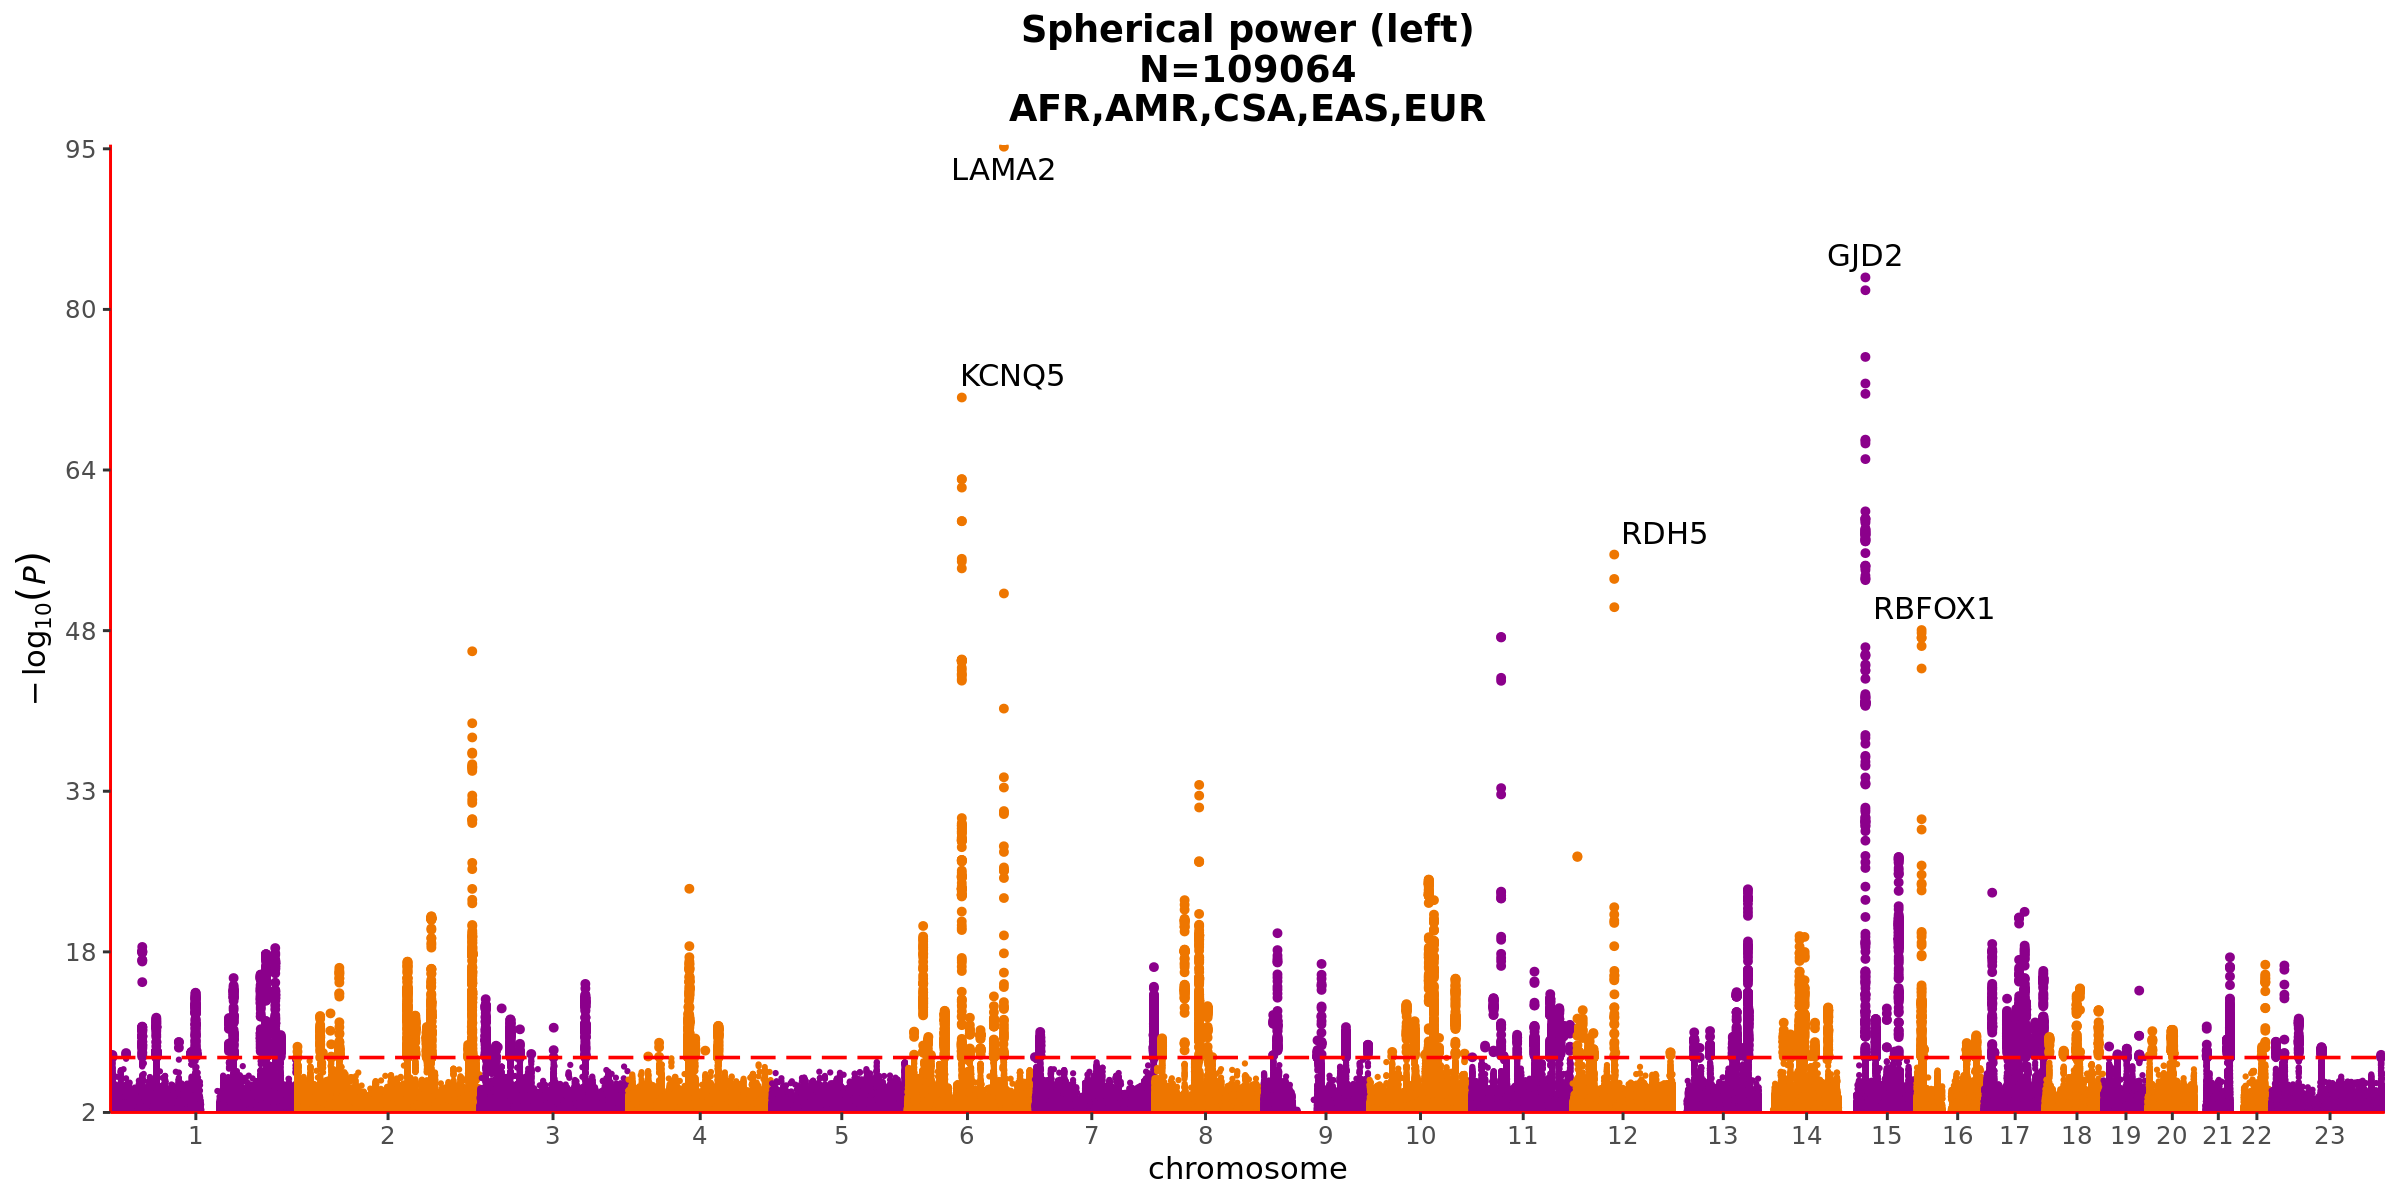 Spherical power (left)
N=109064
AFR,AMR,CSA,EAS,EUR
95
LAMA2
GJD2
80
KCNQ5
64
RDH5
RBFOX1
48
−log10(P)
33
18
2
1 2 3 4 5 6 7 8 9 10 11 12 13 14 15 16 17 18 19 20 21 22 23
chromosome